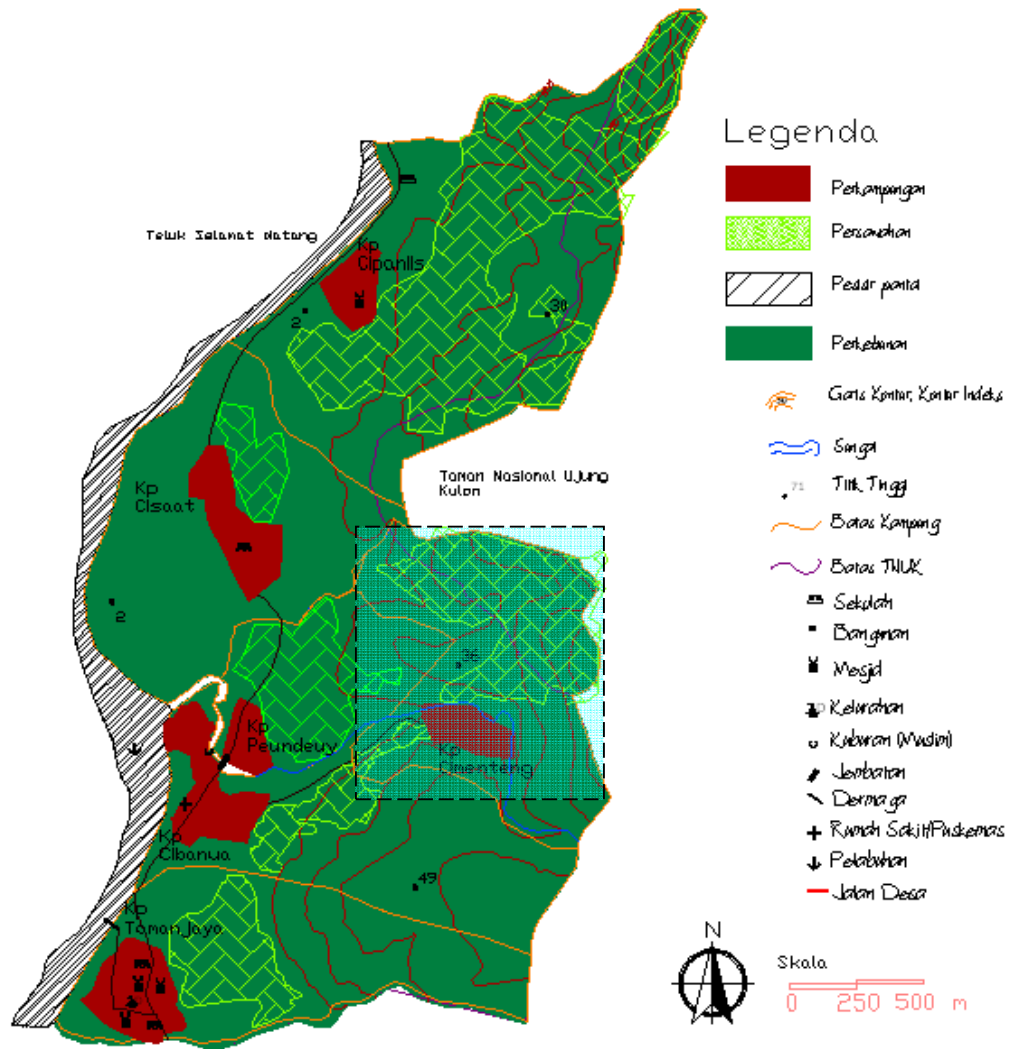 Legenda
Perkampungan
Persawahan
Pesisir pantai
Perkebunan
Garis Kontur, Kontur Indeks
Sungai
71
Titik Tinggi
Batas Kampung
Batas TNUK
Sekolah
Bangunan
Mesjid
Kelurahan
Kuburan (Muslim)
Jembatan
Dermaga
Rumah Sakit/Puskemas
Pelabuhan
Jalan Desa
Teluk Selamat Datang
Kp
Cipanlis
2
38
Taman Nasional Ujung
Kulon
Kp
Cisaat
2
36
Kp
Peundeuy
Kp
Cimenteng
Kp
Cibanua
49
Kp
Taman Jaya
N
Skala
0 250 500 m